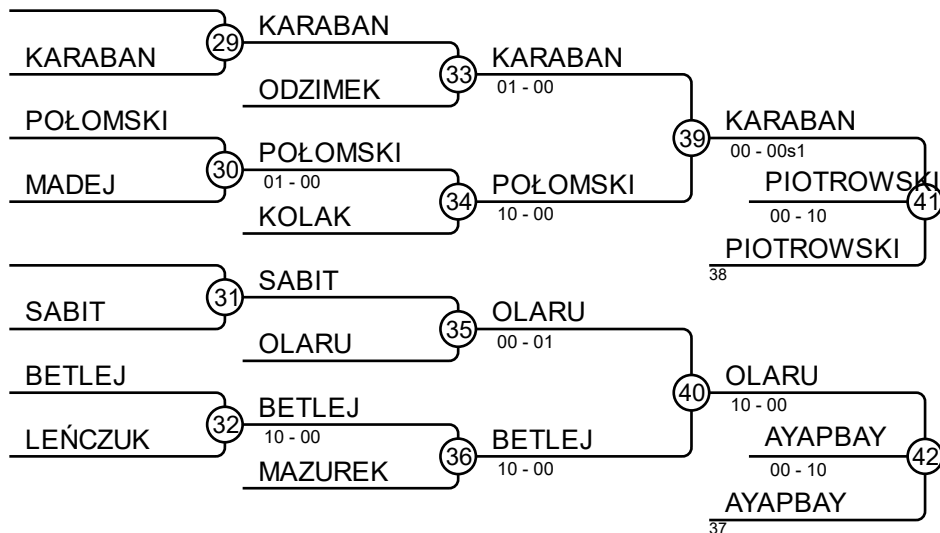 29
KARABAN
KARABAN
33
KARABAN
01 - 00
ODZIMEK
POŁOMSKI
39
KARABAN
00 - 00s1
30
POŁOMSKI
01 - 00
MADEJ
34
POŁOMSKI
10 - 00
KOLAK
PIOTROWSKI
41
00 - 10
PIOTROWSKI
38
31
SABIT
SABIT
35
OLARU
00 - 01
OLARU
BETLEJ
40
OLARU
10 - 00
32
BETLEJ
10 - 00
LEŃCZUK
36
BETLEJ
10 - 00
MAZUREK
AYAPBAY
42
00 - 10
AYAPBAY
37